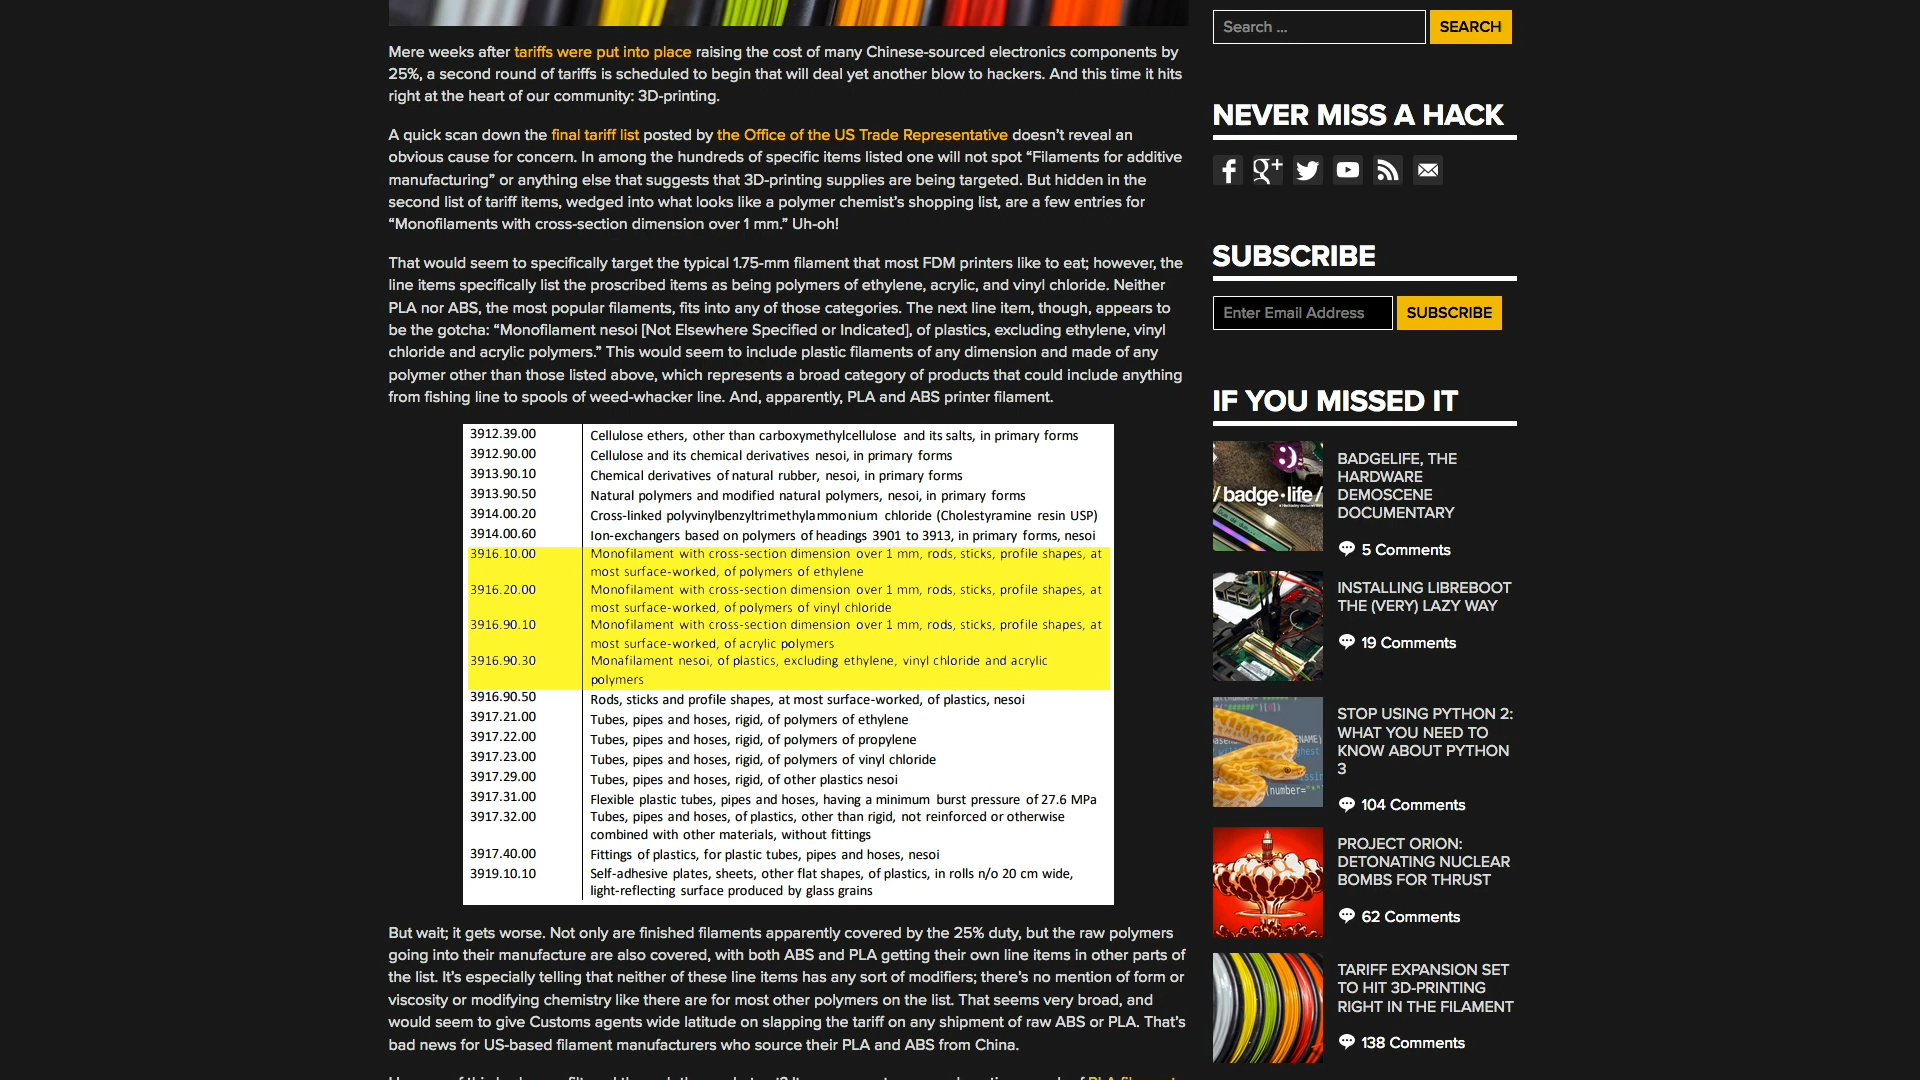 Mere weeks after tariffs were put into place raising the cost of many Chinese-sourced electronics components by
25%, a second round of tariffs is scheduled to begin that will deal yet another blow to hackers. And this time it hits
right at the heart of our community: 3D-printing.
A quick scan down the final tariff list posted by the Office of the US Trade Representative doesn’t reveal an
obvious cause for concern. In among the hundreds of specific items listed one will not spot “Filaments for additive
manufacturing” or anything else that suggests that 3D-printing supplies are being targeted. But hidden in the
second list of tariff items, wedged into what looks like a polymer chemist’s shopping list, are a few entries for
“Monofilaments with cross-section dimension over 1 mm.” Uh-oh!
That would seem to specifically target the typical 1.75-mm filament that most FDM printers like to eat; however, the
line items specifically list the proscribed items as being polymers of ethylene, acrylic, and vinyl chloride. Neither
PLA nor ABS, the most popular filaments, fits into any of those categories. The next line item, though, appears to
be the gotcha: “Monofilament nesoi [Not Elsewhere Specified or Indicated], of plastics, excluding ethylene, vinyl
chloride and acrylic polymers.” This would seem to include plastic filaments of any dimension and made of any
polymer other than those listed above, which represents a broad category of products that could include anything
from fishing line to spools of weed-whacker line. And, apparently, PLA and ABS printer filament.
3912.39.00 Cellulose ethers, other than carboxymethylcellulose and its salts, in primary forms
3912.90.00 Cellulose and its chemical derivatives nesoi, in primary forms
3913.90.10 Chemical derivatives of natural rubber, nesoi, in primary forms
3913.90.50 Natural polymers and modified natural polymers, nesoi, in primary forms
3914.00.20 Cross-linked polyvinylbenzyltrimethylammonium chloride (Cholestyramine resin USP)
3914.00.60 Ion-exchangers based on polymers of headings 3901 to 3913, in primary forms, nesoi
3916.10.00 Monofilament with cross-section dimension over 1 mm, rods, sticks, profile shapes, at
most surface-worked, of polymers of ethylene
3916.20.00 Monofilament with cross-section dimension over 1 mm, rods, sticks, profile shapes, at
most surface-worked, of polymers of vinyl chloride
3916.90.10 Monofilament with cross-section dimension over 1 mm, rods, sticks, profile shapes, at
most surface-worked, of acrylic polymers
3916.90.30 Monafilament nesoi, of plastics, excluding ethylene, vinyl chloride and acrylic
polymers
3916.90.50 Rods, sticks and profile shapes, at most surface-worked, of plastics, nesoi
3917.21.00 Tubes, pipes and hoses, rigid, of polymers of ethylene
3917.22.00 Tubes, pipes and hoses, rigid, of polymers of propylene
3917.23.00 Tubes, pipes and hoses, rigid, of polymers of vinyl chloride
3917.29.00 Tubes, pipes and hoses, rigid, of other plastics nesoi
3917.31.00 Flexible plastic tubes, pipes and hoses, having a minimum burst pressure of 27.6 MPa
3917.32.00 Tubes, pipes and hoses, of plastics, other than rigid, not reinforced or otherwise
combined with other materials, without fittings
3917.40.00 Fittings of plastics, for plastic tubes, pipes and hoses, nesoi
3919.10.10 Self-adhesive plates, sheets, other flat shapes, of plastics, in rolls n/o 20 cm wide,
light-reflecting surface produced by glass grains
But wait; it gets worse. Not only are finished filaments apparently covered by the 25% duty, but the raw polymers
going into their manufacture are also covered, with both ABS and PLA getting their own line items in other parts of
the list. It’s especially telling that neither of these line items has any sort of modifiers; there’s no mention of form or
viscosity or modifying chemistry like there are for most other polymers on the list. That seems very broad, and
would seem to give Customs agents wide latitude on slapping the tariff on any shipment of raw ABS or PLA. That’s
bad news for US-based filament manufacturers who source their PLA and ABS from China.
Search ... SEARCH
NEVER MISS A HACK
SUBSCRIBE
Enter Email Address SUBSCRIBE
IF YOU MISSED IT
/badge•life/
BADGELIFE, THE
HARDWARE
DEMOSCENE
DOCUMENTARY
5 Comments
INSTALLING LIBREBOOT
THE (VERY) LAZY WAY
19 Comments
STOP USING PYTHON 2:
WHAT YOU NEED TO
KNOW ABOUT PYTHON
3
104 Comments
PROJECT ORION:
DETONATING NUCLEAR
BOMBS FOR THRUST
62 Comments
TARIFF EXPANSION SET
TO HIT 3D-PRINTING
RIGHT IN THE FILAMENT
138 Comments